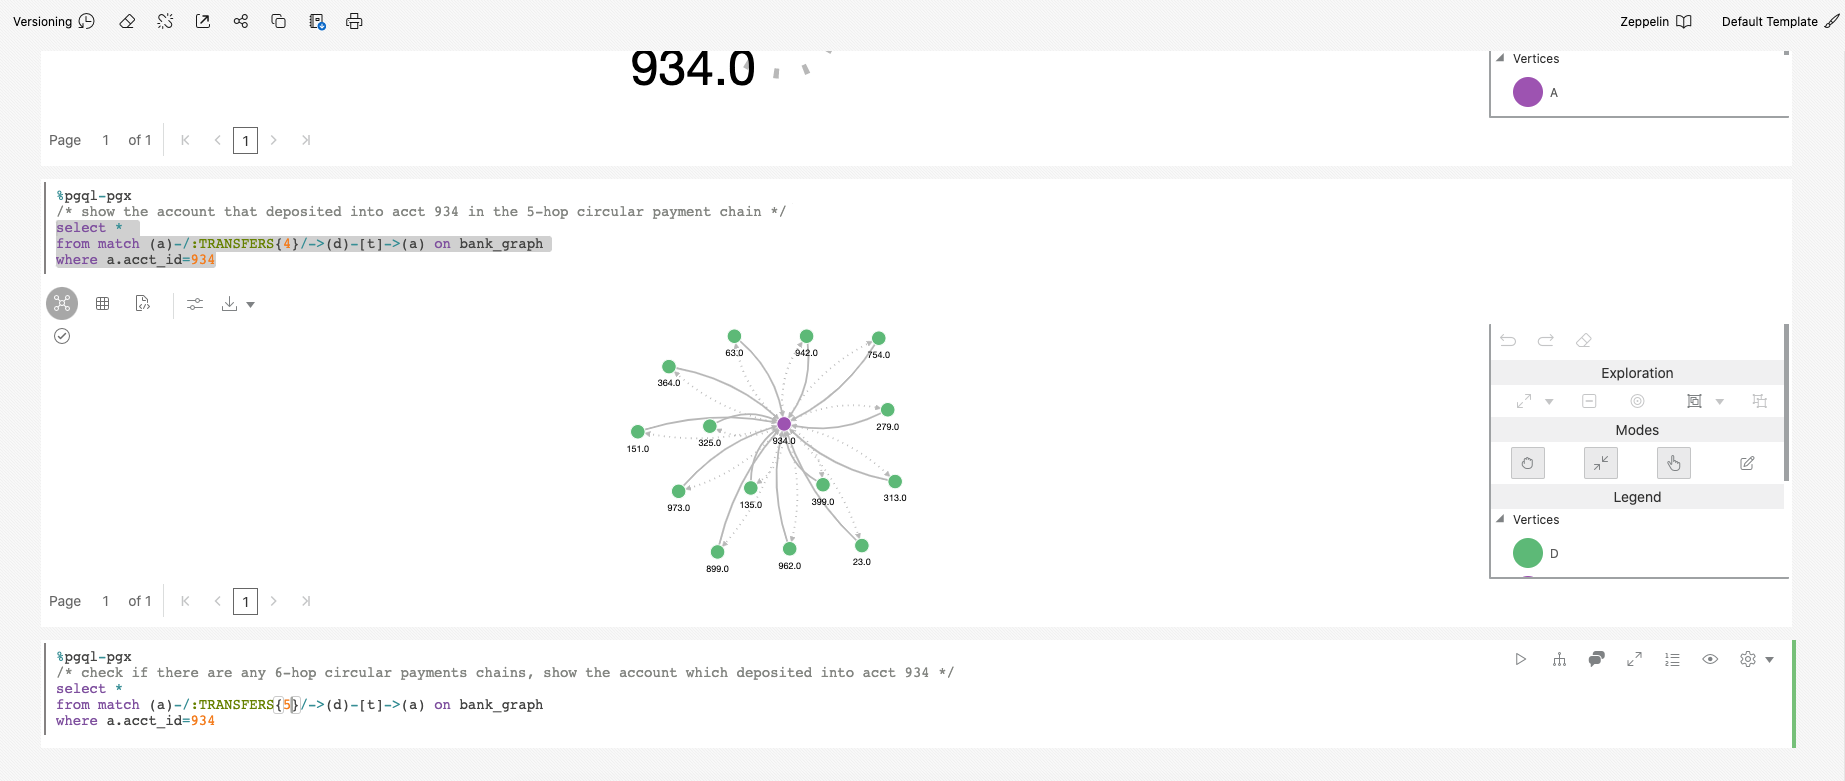 Versioning
Zeppelin
Default Template
934.0
Vertices
A
Page 1 of 1 1
%pgql-pgx
/* show the account that deposited into acct 934 in the 5-hop circular payment chain */
select *
from match (a)-/:TRANSFERS{4}/->(d)-[t]->(a) on bank_graph
where a.acct_id=934
63.0
942.0
754.0
364.0
279.0
151.0
325.0
934.0
973.0
135.0
399.0
313.0
899.0
962.0
23.0
Exploration
Modes
Legend
Vertices
D
Page 1 of 1 1
%pgql-pgx
/* check if there are any 6-hop circular payments chains, show the account which deposited into acct 934 */
select *
from match (a)-/:TRANSFERS{5}/->(d)-[t]->(a) on bank_graph
where a.acct_id=934